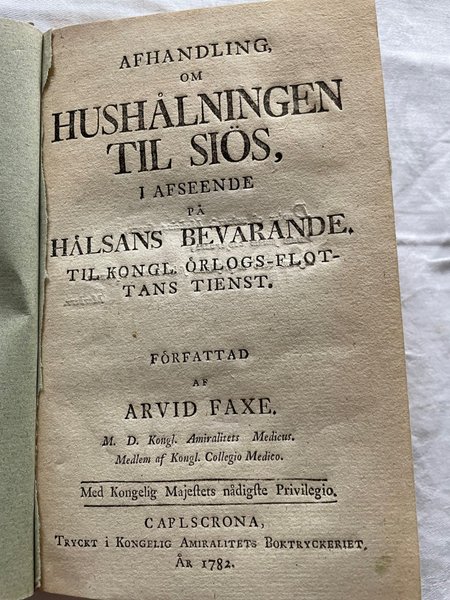 AFHANDLING,
OM
HUSHÅLNINGEN
TIL SIÖS,
I AFSEENDE
PÅ
HÅLSANS BEVARANDE.
TIL KONGL. ÖRLOGS-FLOT-
TANS TIENST.
FÖRFATTAD
AF
ARVID FAXE.
M. D. Kongl. Amiralitets Medicus.
Medlem af Kongl. Collegio Medico.
Med Kongelig Majeſtets nådigſte Privilegio.
CAPLSCRONA,
TRYCKT I KONGELIG AMIRALITETS BOKTRYCKERIET.
ÅR 1782.